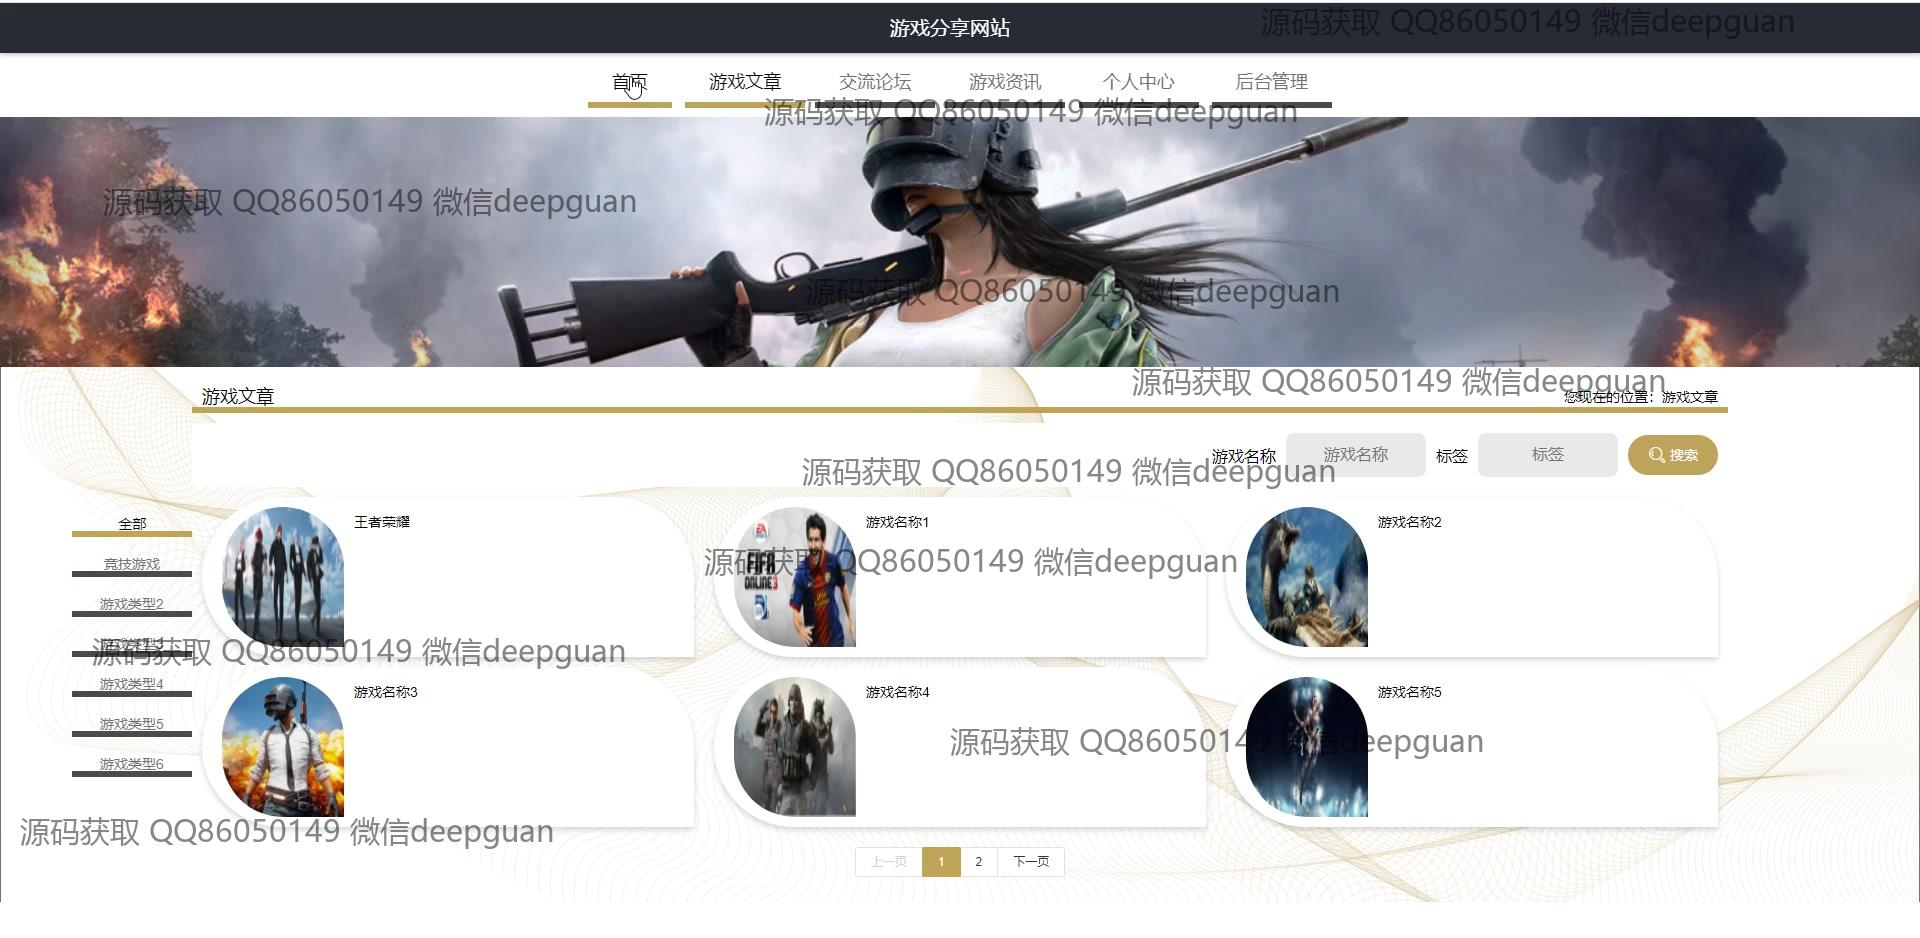 游戏分享网站
源码获取 QQ86050149 微信deepguan
首页 游戏文章 交流论坛 游戏资讯 个人中心 后台管理
源码获取 QQ86050149 微信deepguan
源码获取 QQ86050149 微信deepguan
源码获取 QQ86050149 微信deepguan
源码获取 QQ86050149 微信deepguan
游戏文章
您现在的位置：游戏文章
游戏名称 游戏名称 标签 标签 搜索
源码获取 QQ86050149 微信deepguan
全部
竞技游戏
游戏类型2
游戏类型3
游戏类型4
游戏类型5
游戏类型6
王者荣耀
EA SPORTS
FIFA
ONLINE 3
游戏名称1
游戏名称2
源码获取 QQ86050149 微信deepguan
源码获取 QQ86050149 微信deepguan
游戏名称3
游戏名称4
游戏名称5
源码获取 QQ86050149 微信deepguan
源码获取 QQ86050149 微信deepguan
上一页 1 2 下一页